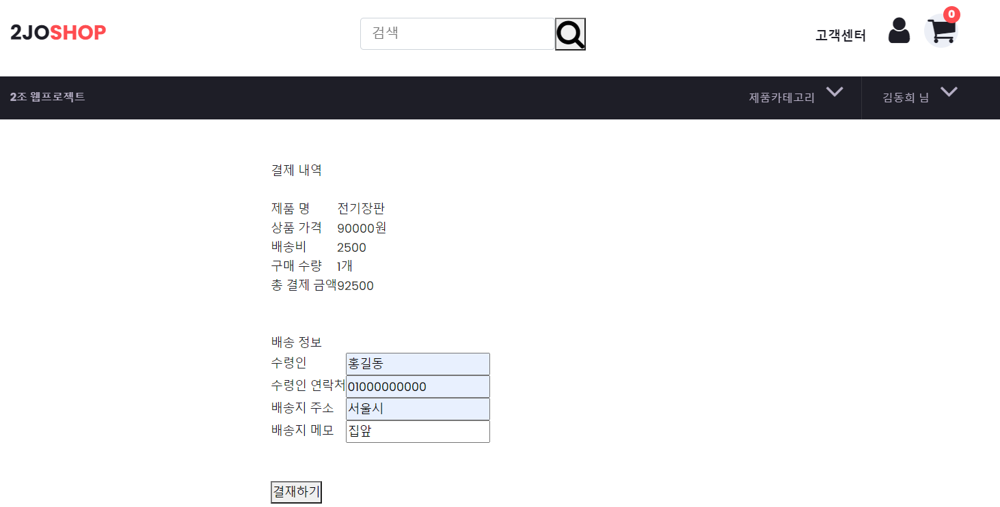 2JOSHOP
검색
고객센터
0
2조 웹프로젝트
제품카테고리
김동희 님
결제 내역
제품 명 전기장판
상품 가격 90000원
배송비 2500
구매 수량 1개
총 결제 금액92500
배송 정보
수령인 홍길동
수령인 연락처 01000000000
배송지 주소 서울시
배송지 메모 집앞
결재하기